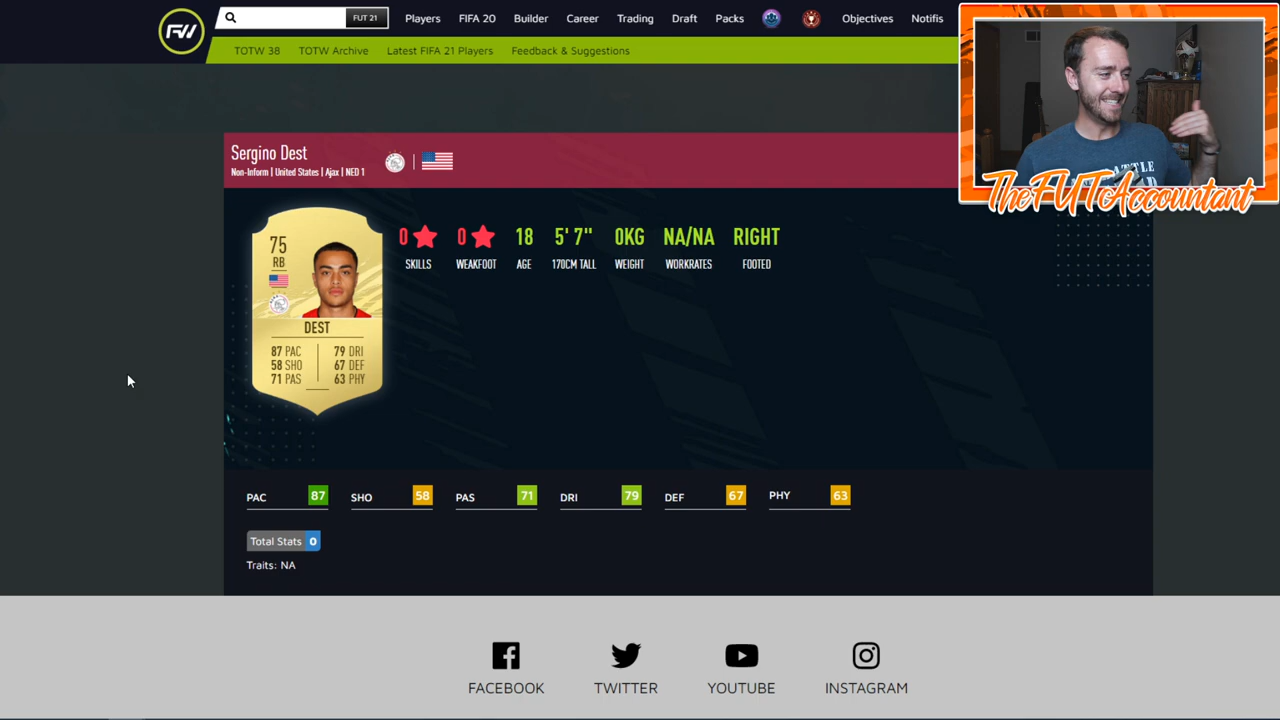 FW
FUT 21
Players
FIFA 20
Builder
Career
Trading
Draft
Packs
Objectives
Notifis
TOTW 38
TOTW Archive
Latest FIFA 21 Players
Feedback & Suggestions
TheFUTAccountant
Sergino Dest
Non-Inform | United States | Ajax | NED 1
75
RB
DEST
87 PAC 79 DRI
58 SHO 67 DEF
71 PAS 63 PHY
0 0 18 5' 7" 0KG NA/NA RIGHT
SKILLS WEAKFOOT AGE 170CM TALL WEIGHT WORKRATES FOOTED
PAC 87 SHO 58 PAS 71 DRI 79 DEF 67 PHY 63
Total Stats 0
Traits: NA
FACEBOOK TWITTER YOUTUBE INSTAGRAM